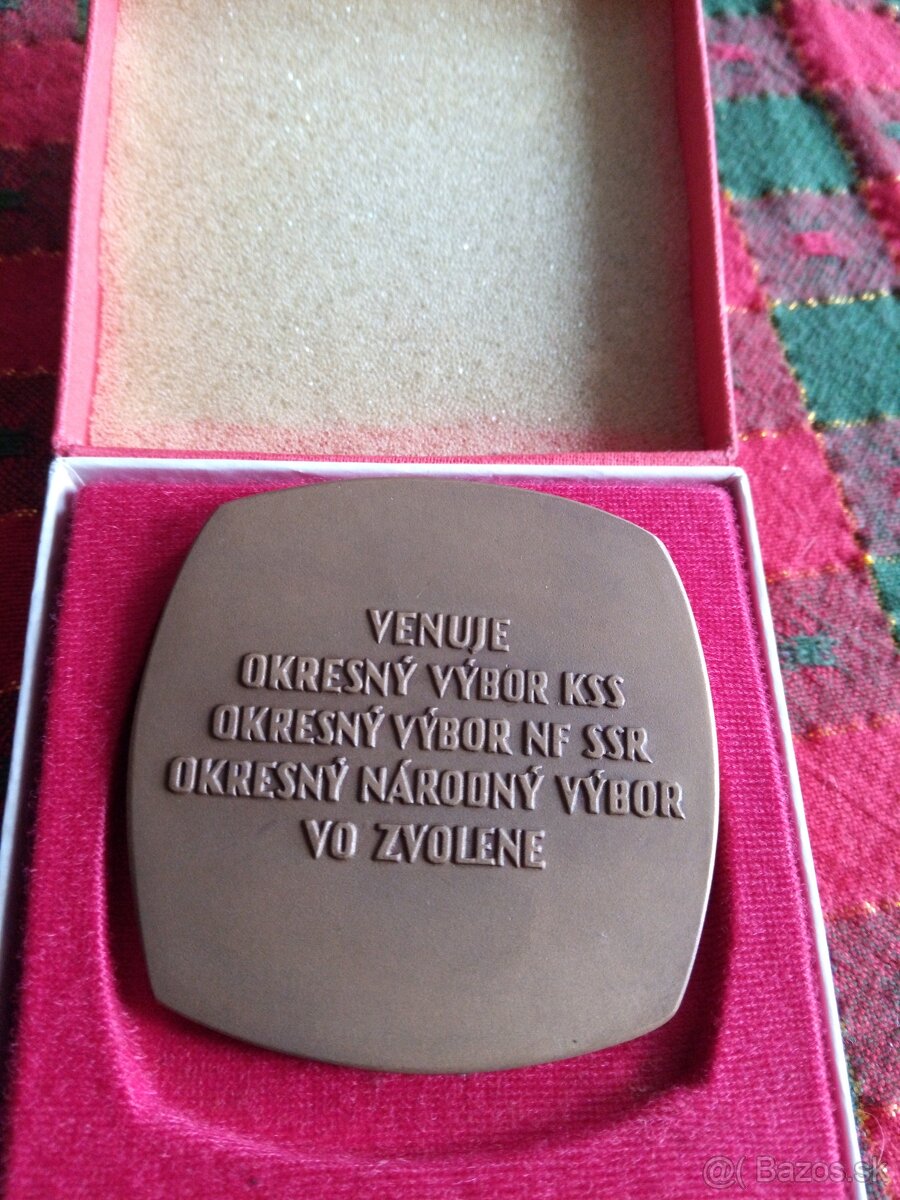 VENUJE
OKRESNÝ VÝBOR KSS
OKRESNÝ VÝBOR NF SSR
OKRESNÝ NÁRODNÝ VÝBOR
VO ZVOLENE
@( Bazos.sk